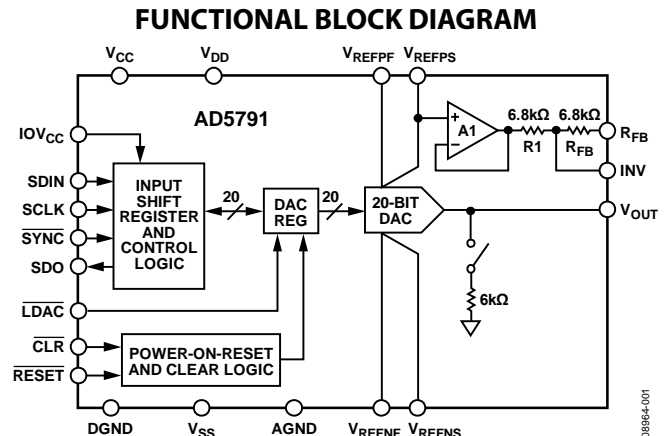 FUNCTIONAL BLOCK DIAGRAM
VCC
VDD
VREFPF
VREFPS
AD5791
IOVCC
SDIN
SCLK
SYNC
SDO
LDAC
CLR
RESET
INPUT
SHIFT
REGISTER
AND
CONTROL
LOGIC
20
DAC
REG
20
20-BIT
DAC
A1
6.8kΩ
R1
6.8kΩ
RFB
RFB
INV
VOUT
6kΩ
POWER-ON-RESET
AND CLEAR LOGIC
DGND
VSS
AGND
VREFNF
VREFNS
08964-001